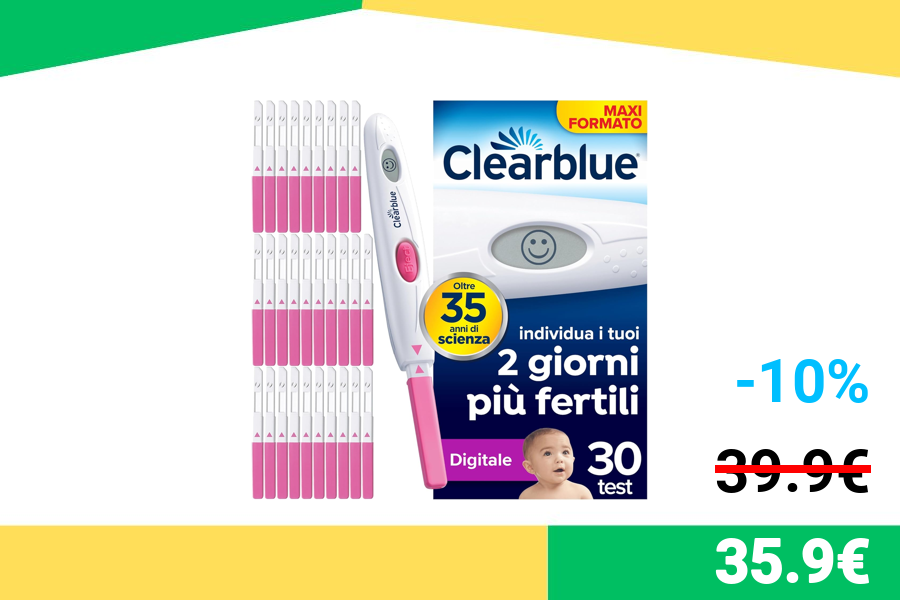 MAXI
FORMATO
Clearblue
Clearblue
Oltre
35
anni di
scienza
individua i tuoi
2 giorni
più fertili
Digitale
30
test
-10%
39.9€
35.9€